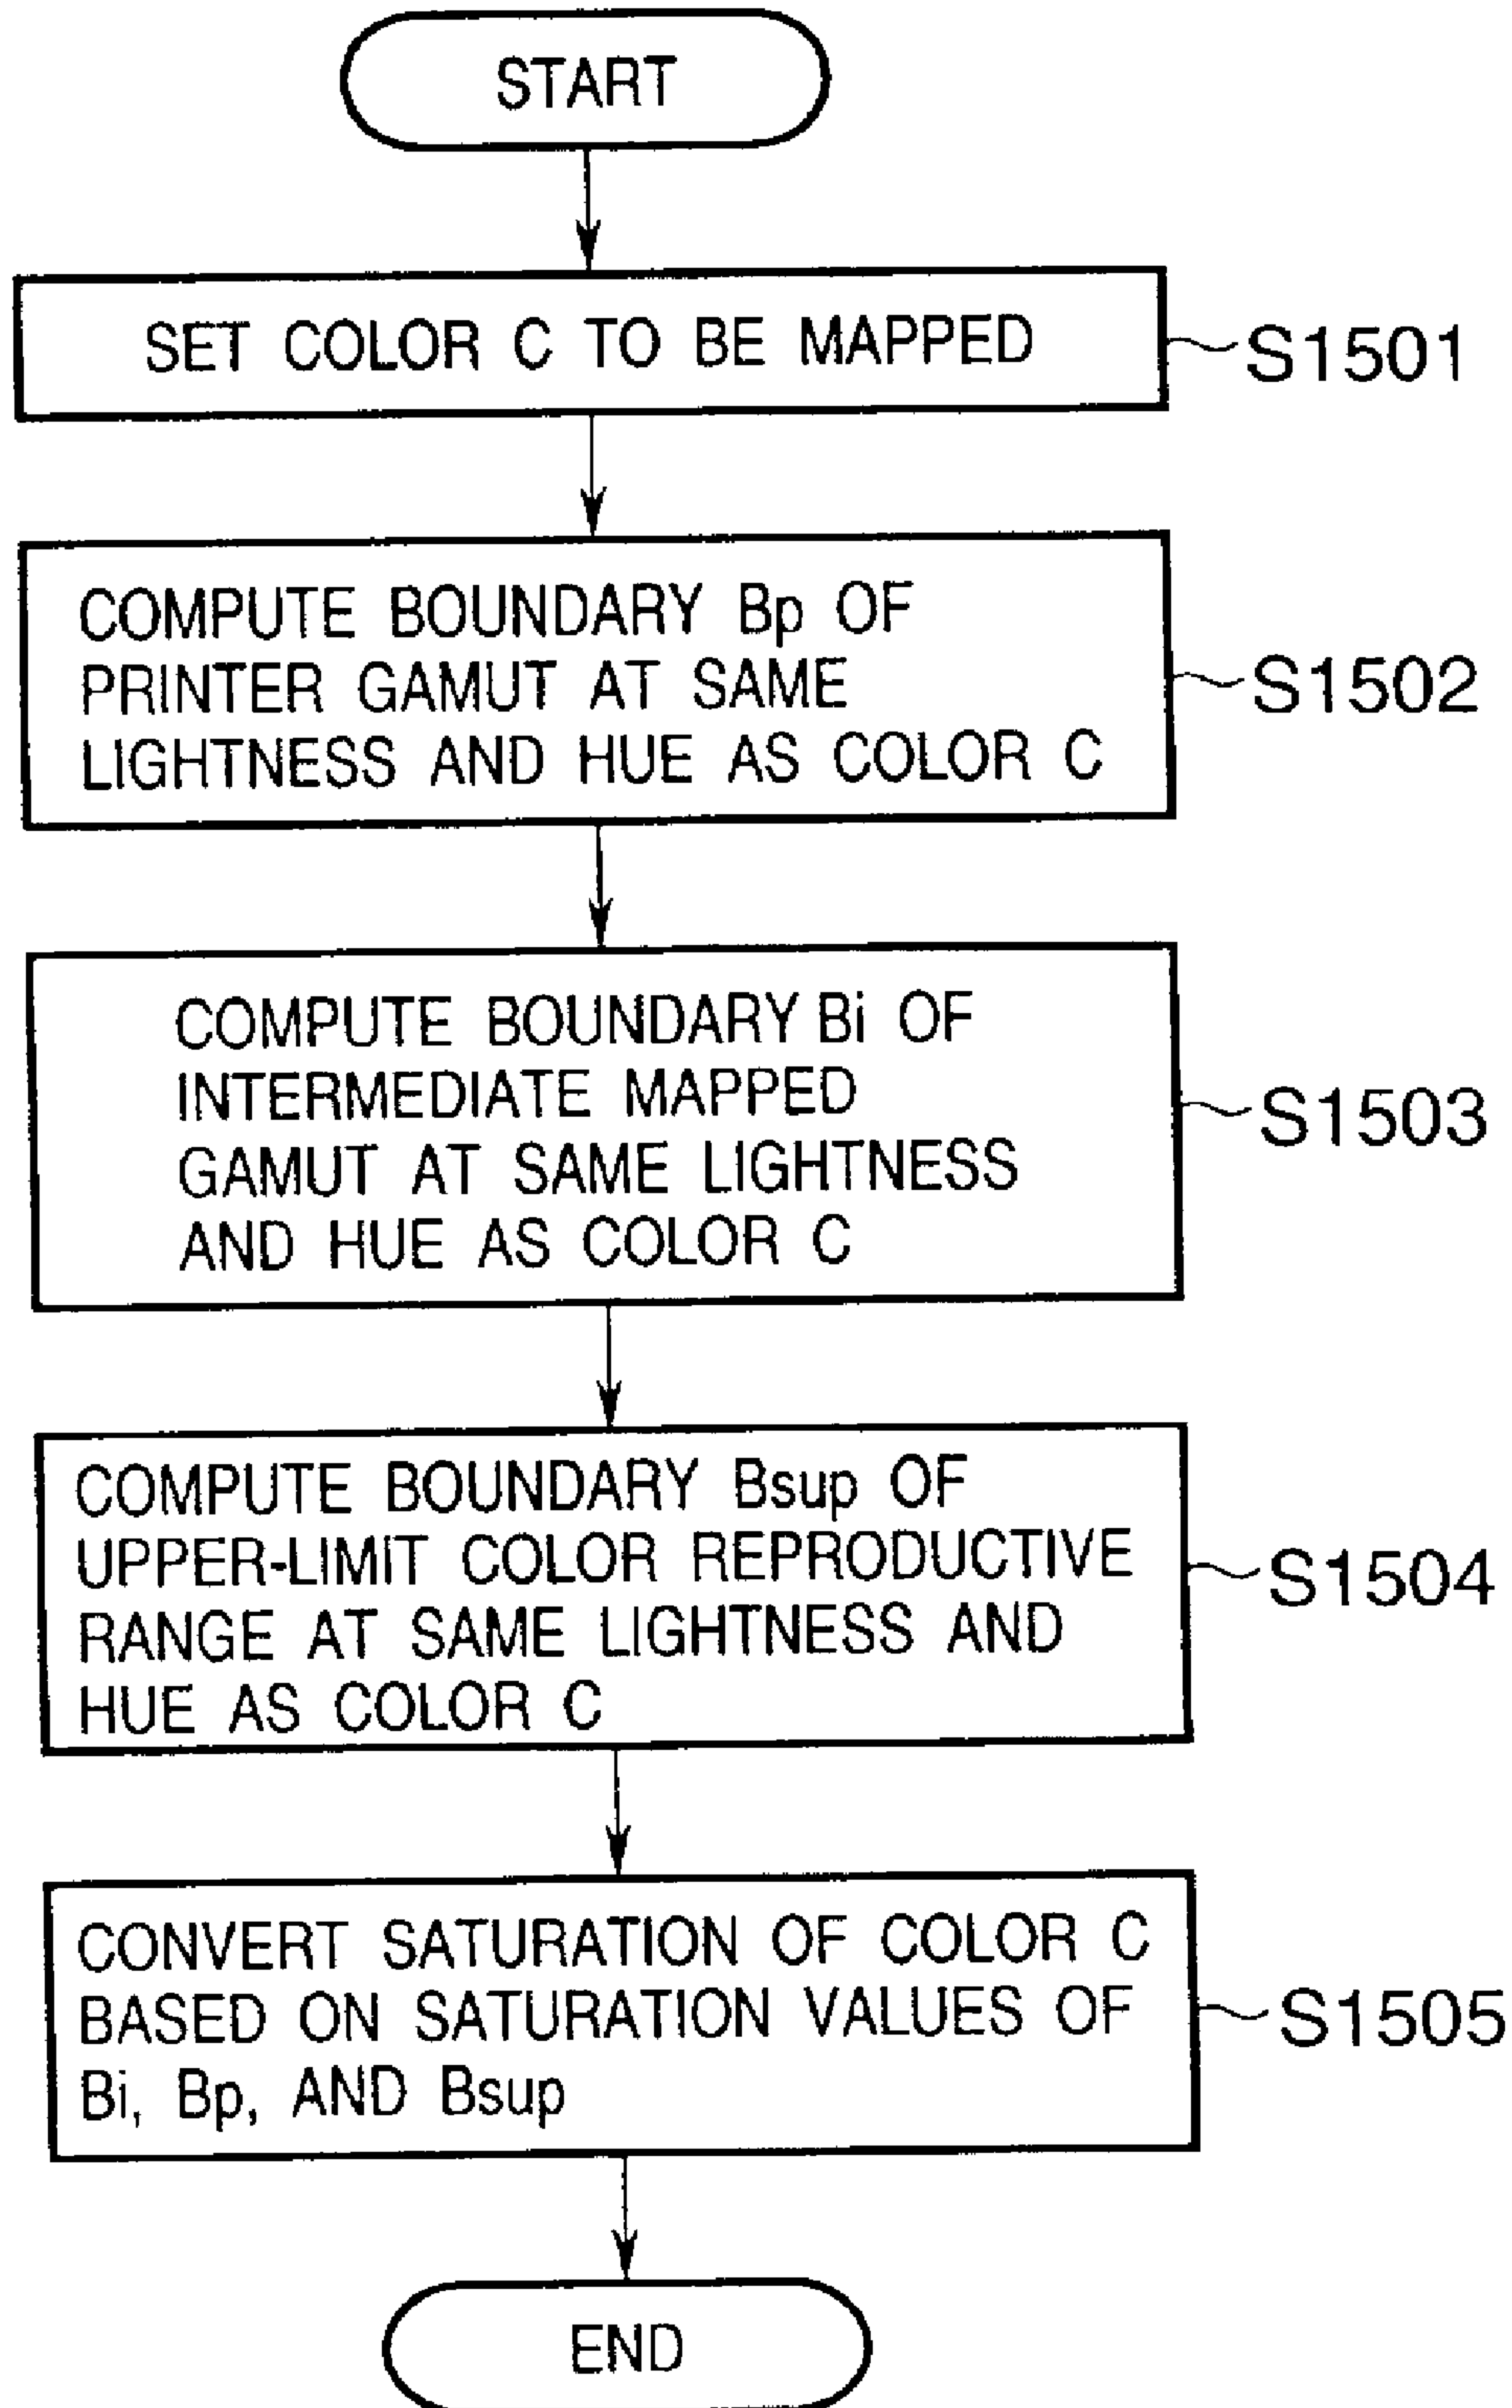 START
SET COLOR C TO BE MAPPED
S1501
COMPUTE BOUNDARY Bp OF
PRINTER GAMUT AT SAME
LIGHTNESS AND HUE AS COLOR C
S1502
COMPUTE BOUNDARY Bi OF
INTERMEDIATE MAPPED
GAMUT AT SAME LIGHTNESS
AND HUE AS COLOR C
S1503
COMPUTE BOUNDARY Bsup OF
UPPER-LIMIT COLOR REPRODUCTIVE
RANGE AT SAME LIGHTNESS AND
HUE AS COLOR C
S1504
CONVERT SATURATION OF COLOR C
BASED ON SATURATION VALUES OF
Bi, Bp, AND Bsup
S1505
END